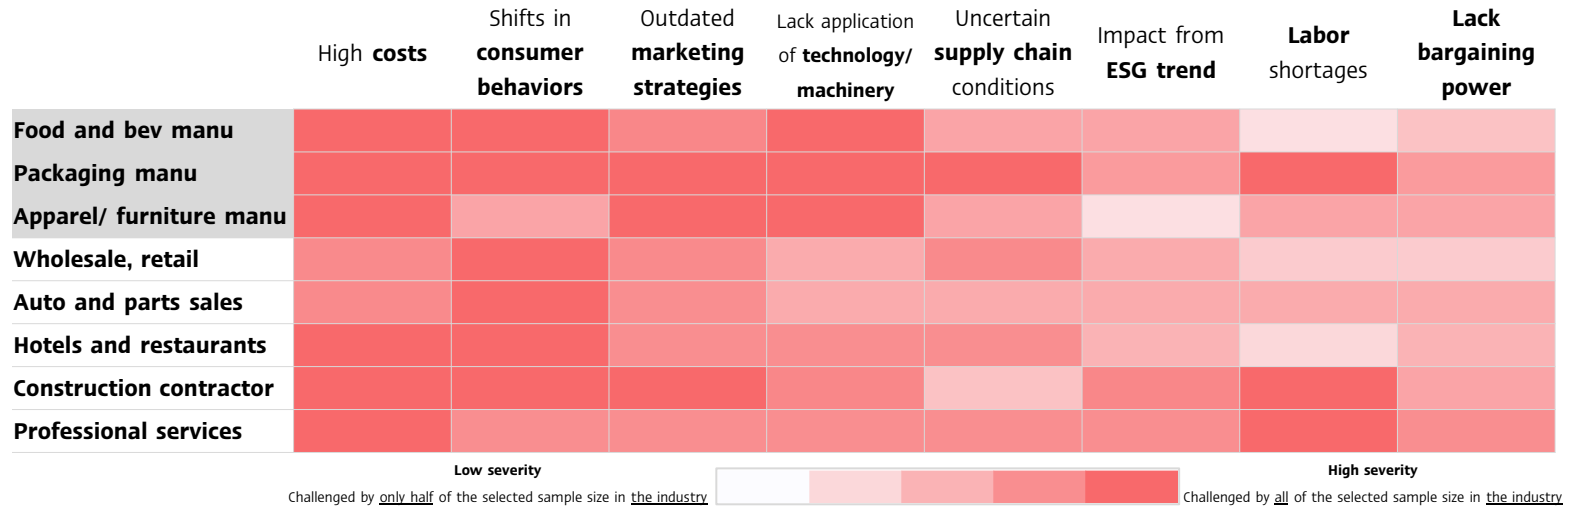 High costs
Shifts in
consumer
behaviors
Outdated
marketing
strategies
Lack application
of technology/
machinery
Uncertain
supply chain
conditions
Impact from
ESG trend
Labor
shortages
Lack
bargaining
power
Food and bev manu
Packaging manu
Apparel/ furniture manu
Wholesale, retail
Auto and parts sales
Hotels and restaurants
Construction contractor
Professional services
Low severity
Challenged by only half of the selected sample size in the industry
High severity
Challenged by all of the selected sample size in the industry